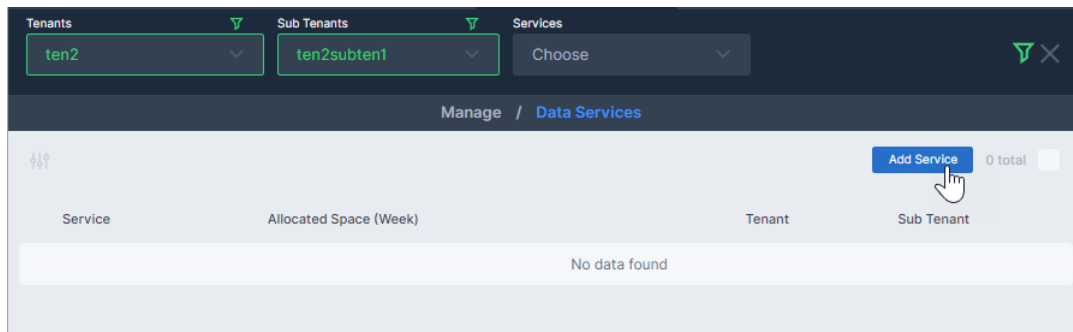 Tenants Sub Tenants Services
ten2 ten2subten1 Choose
Manage / Data Services
Add Service 0 total
Service Allocated Space (Week) Tenant Sub Tenant
No data found